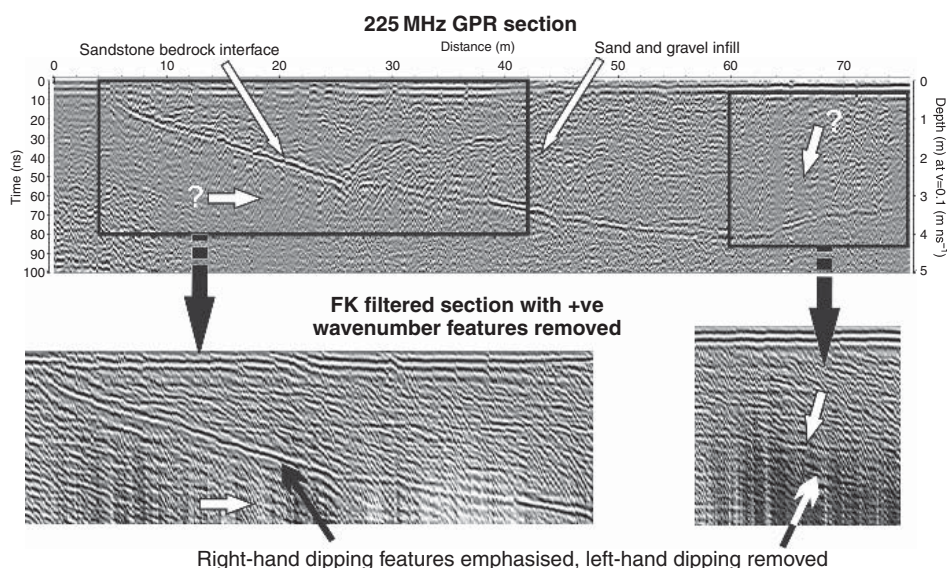 225 MHz GPR section
Sandstone bedrock interface
Distance (m)
Sand and gravel infill
0 10 20 30 40 50 60 70
Time (ns)
0
10
20
30
40
50
60
70
80
90
100
?
?
0
1
2
3
4
5
Depth (m) at v=0.1 (m ns⁻¹)
FK filtered section with +ve
wavenumber features removed
Right-hand dipping features emphasised, left-hand dipping removed